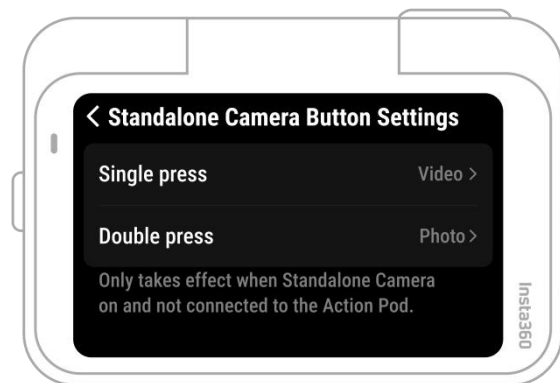 Standalone Camera Button Settings
Single press
Video
Double press
Photo
Only takes effect when Standalone Camera
on and not connected to the Action Pod.
Insta360